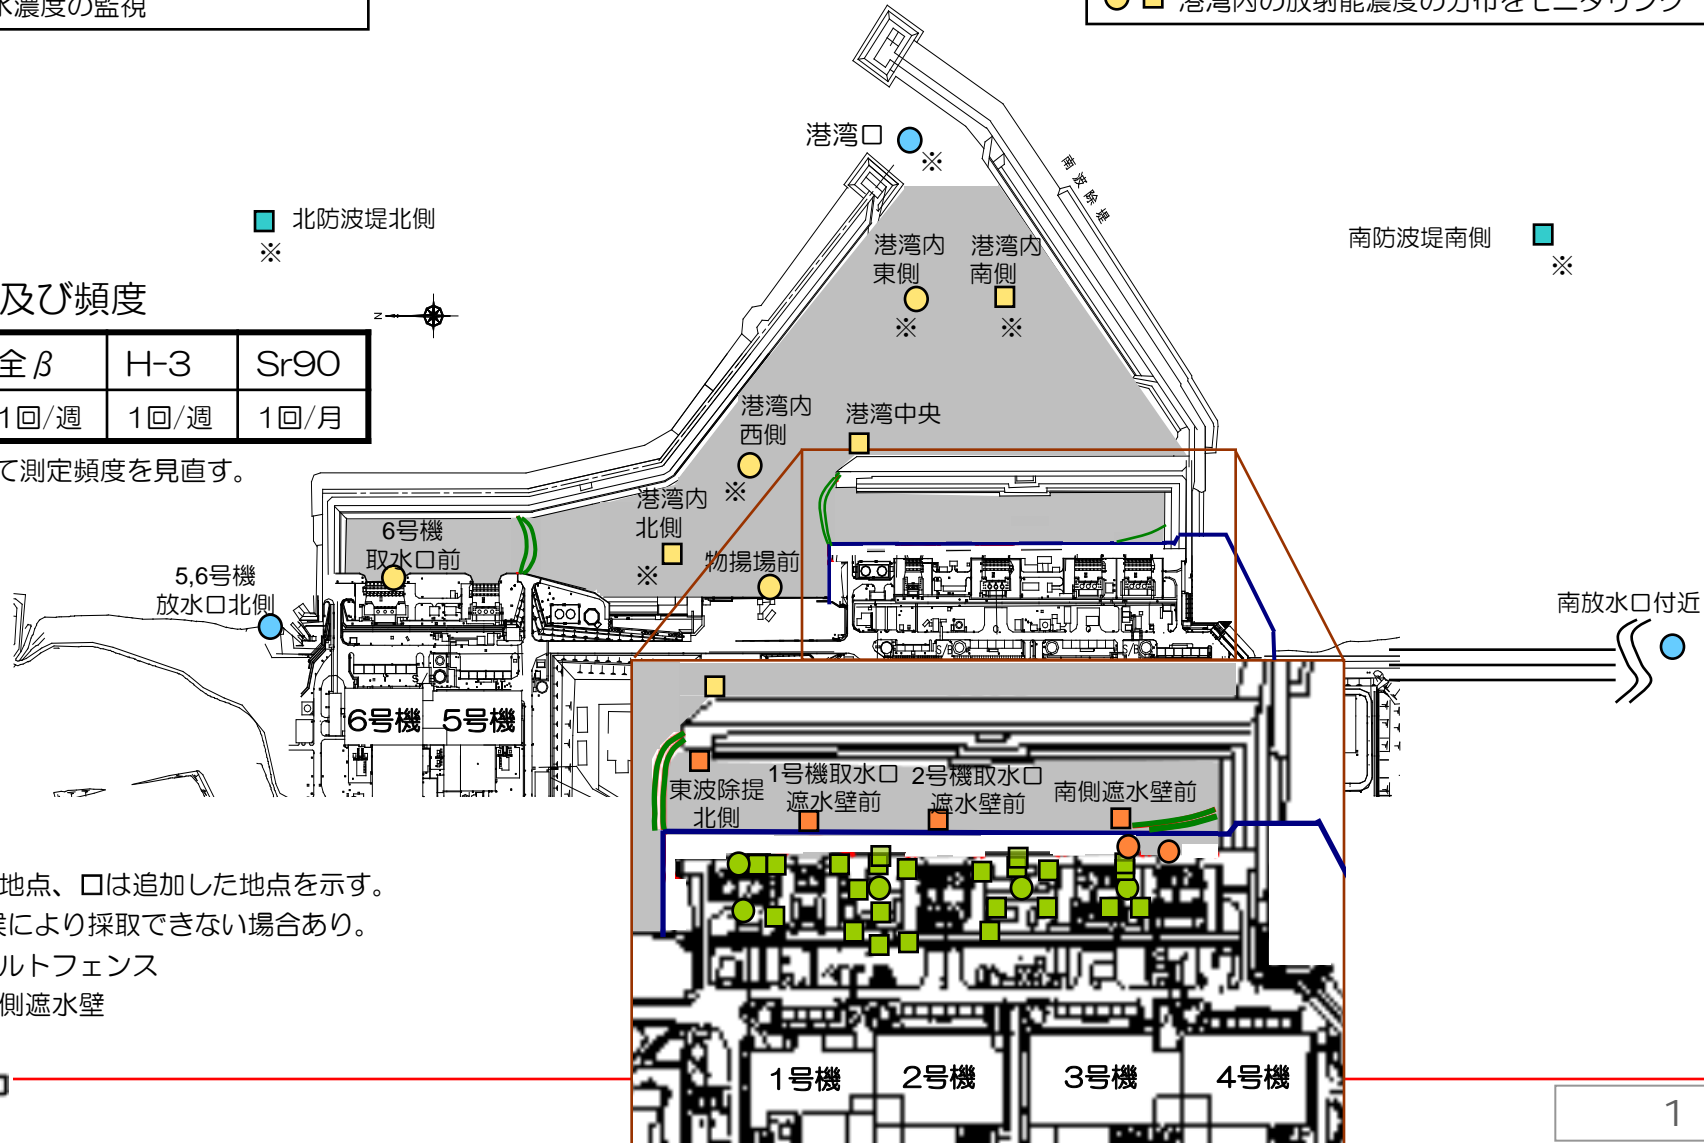 水濃度の監視
港湾内の放射能濃度の分布をモニタリング
港湾口
※
南波除堤
北防波堤北側
※
南防波堤南側
※
港湾内
東側
※
港湾内
南側
※
及び頻度
全β H-3 Sr90
1回/週 1回/週 1回/月
て測定頻度を見直す。
N
港湾内
西側
※
港湾中央
港湾内
北側
※
物揚場前
6号機
取水口前
5,6号機
放水口北側
南放水口付近
S/B
S/B
S/B
6号機
5号機
東波除堤
北側
1号機取水口
遮水壁前
2号機取水口
遮水壁前
南側遮水壁前
地点、□は追加した地点を示す。
により採取できない場合あり。
ルトフェンス
側遮水壁
1号機
2号機
3号機
4号機
1